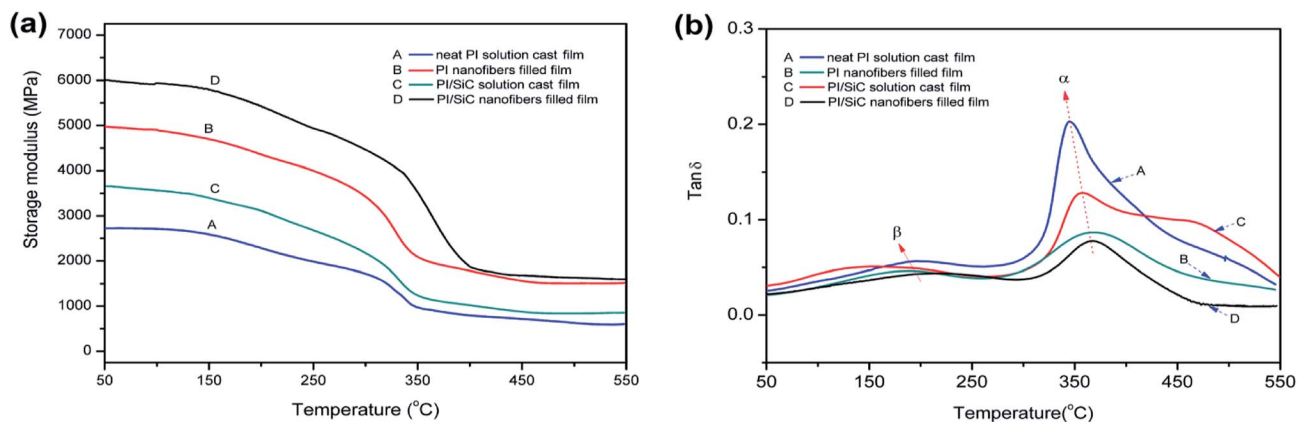 (a)
7000
6000
5000
4000
3000
2000
1000
0
Storage modulus (MPa)
A neat PI solution cast film
B PI nanofibers filled film
C PI/SiC solution cast film
D PI/SiC nanofibers filled film
D
B
C
A
50 150 250 350 450 550
Temperature (°C)
(b)
0.3
0.2
0.1
0.0
Tan δ
A neat PI solution cast film
B PI nanofibers filled film
C PI/SiC solution cast film
D PI/SiC nanofibers filled film
α
A
β
C
B
D
50 150 250 350 450 550
Temperature(°C)